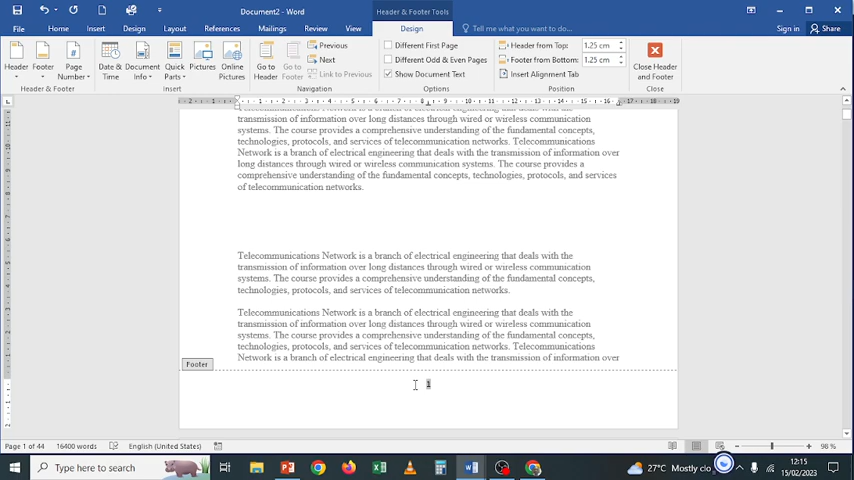 Document2 - Word
Header & Footer Tools
Sign in
Share
File
Home
Insert
Design
Layout
References
Mailings
Review
View
Design
Tell me what you want to do...
Header
Footer
Page Number
Date & Time
Document Info
Quick Parts
Pictures
Online Pictures
Go to Header
Go to Footer
Previous
Next
Link to Previous
Different First Page
Different Odd & Even Pages
Show Document Text
Header from Top: 1.25 cm
Footer from Bottom: 1.25 cm
Insert Alignment Tab
Close Header and Footer
Header & Footer
Insert
Navigation
Options
Position
Close
transmission of information over long distances through wired or wireless communication
systems. The course provides a comprehensive understanding of the fundamental concepts,
technologies, protocols, and services of telecommunication networks. Telecommunications
Network is a branch of electrical engineering that deals with the transmission of information over
long distances through wired or wireless communication systems. The course provides a
comprehensive understanding of the fundamental concepts, technologies, protocols, and services
of telecommunication networks.
Telecommunications Network is a branch of electrical engineering that deals with the
transmission of information over long distances through wired or wireless communication
systems. The course provides a comprehensive understanding of the fundamental concepts,
technologies, protocols, and services of telecommunication networks.
Telecommunications Network is a branch of electrical engineering that deals with the
transmission of information over long distances through wired or wireless communication
systems. The course provides a comprehensive understanding of the fundamental concepts,
technologies, protocols, and services of telecommunication networks. Telecommunications
Network is a branch of electrical engineering that deals with the transmission of information over
Footer
1
Page 1 of 44
16400 words
English (United States)
98 %
Type here to search
27°C Mostly clo
12:15
15/02/2023